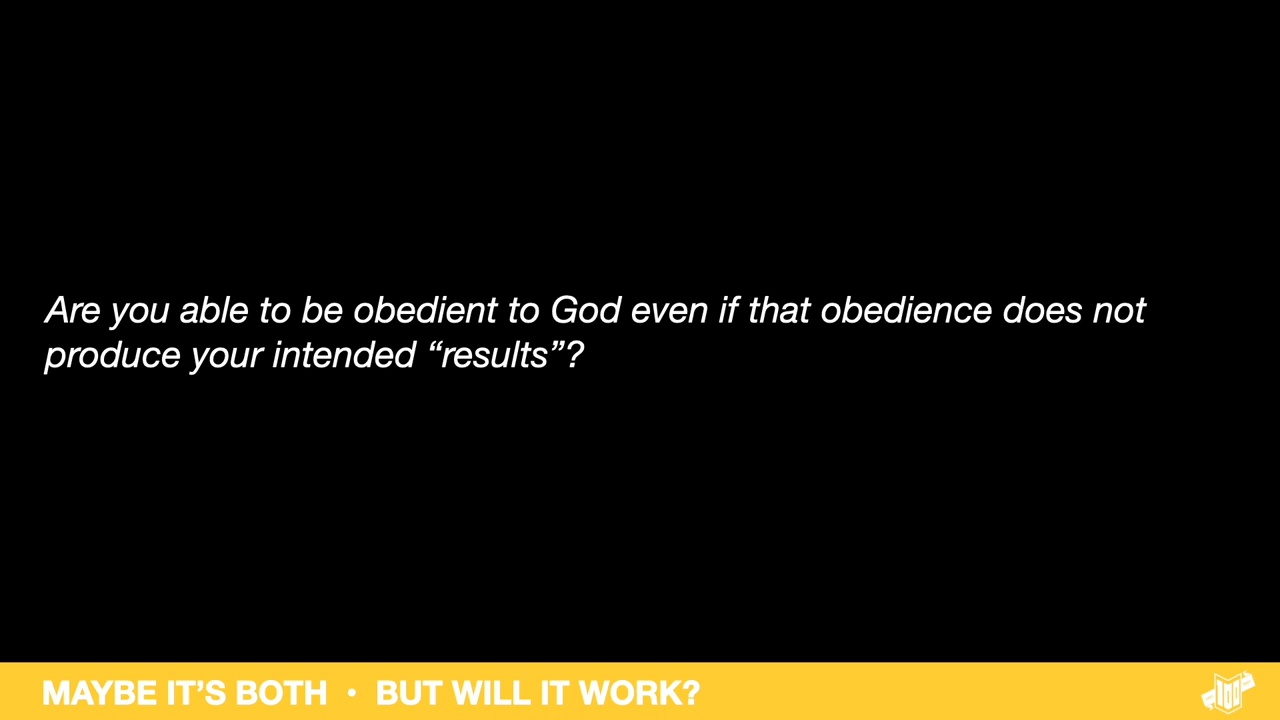 Are you able to be obedient to God even if that obedience does not
produce your intended “results”?
MAYBE IT’S BOTH • BUT WILL IT WORK?
100